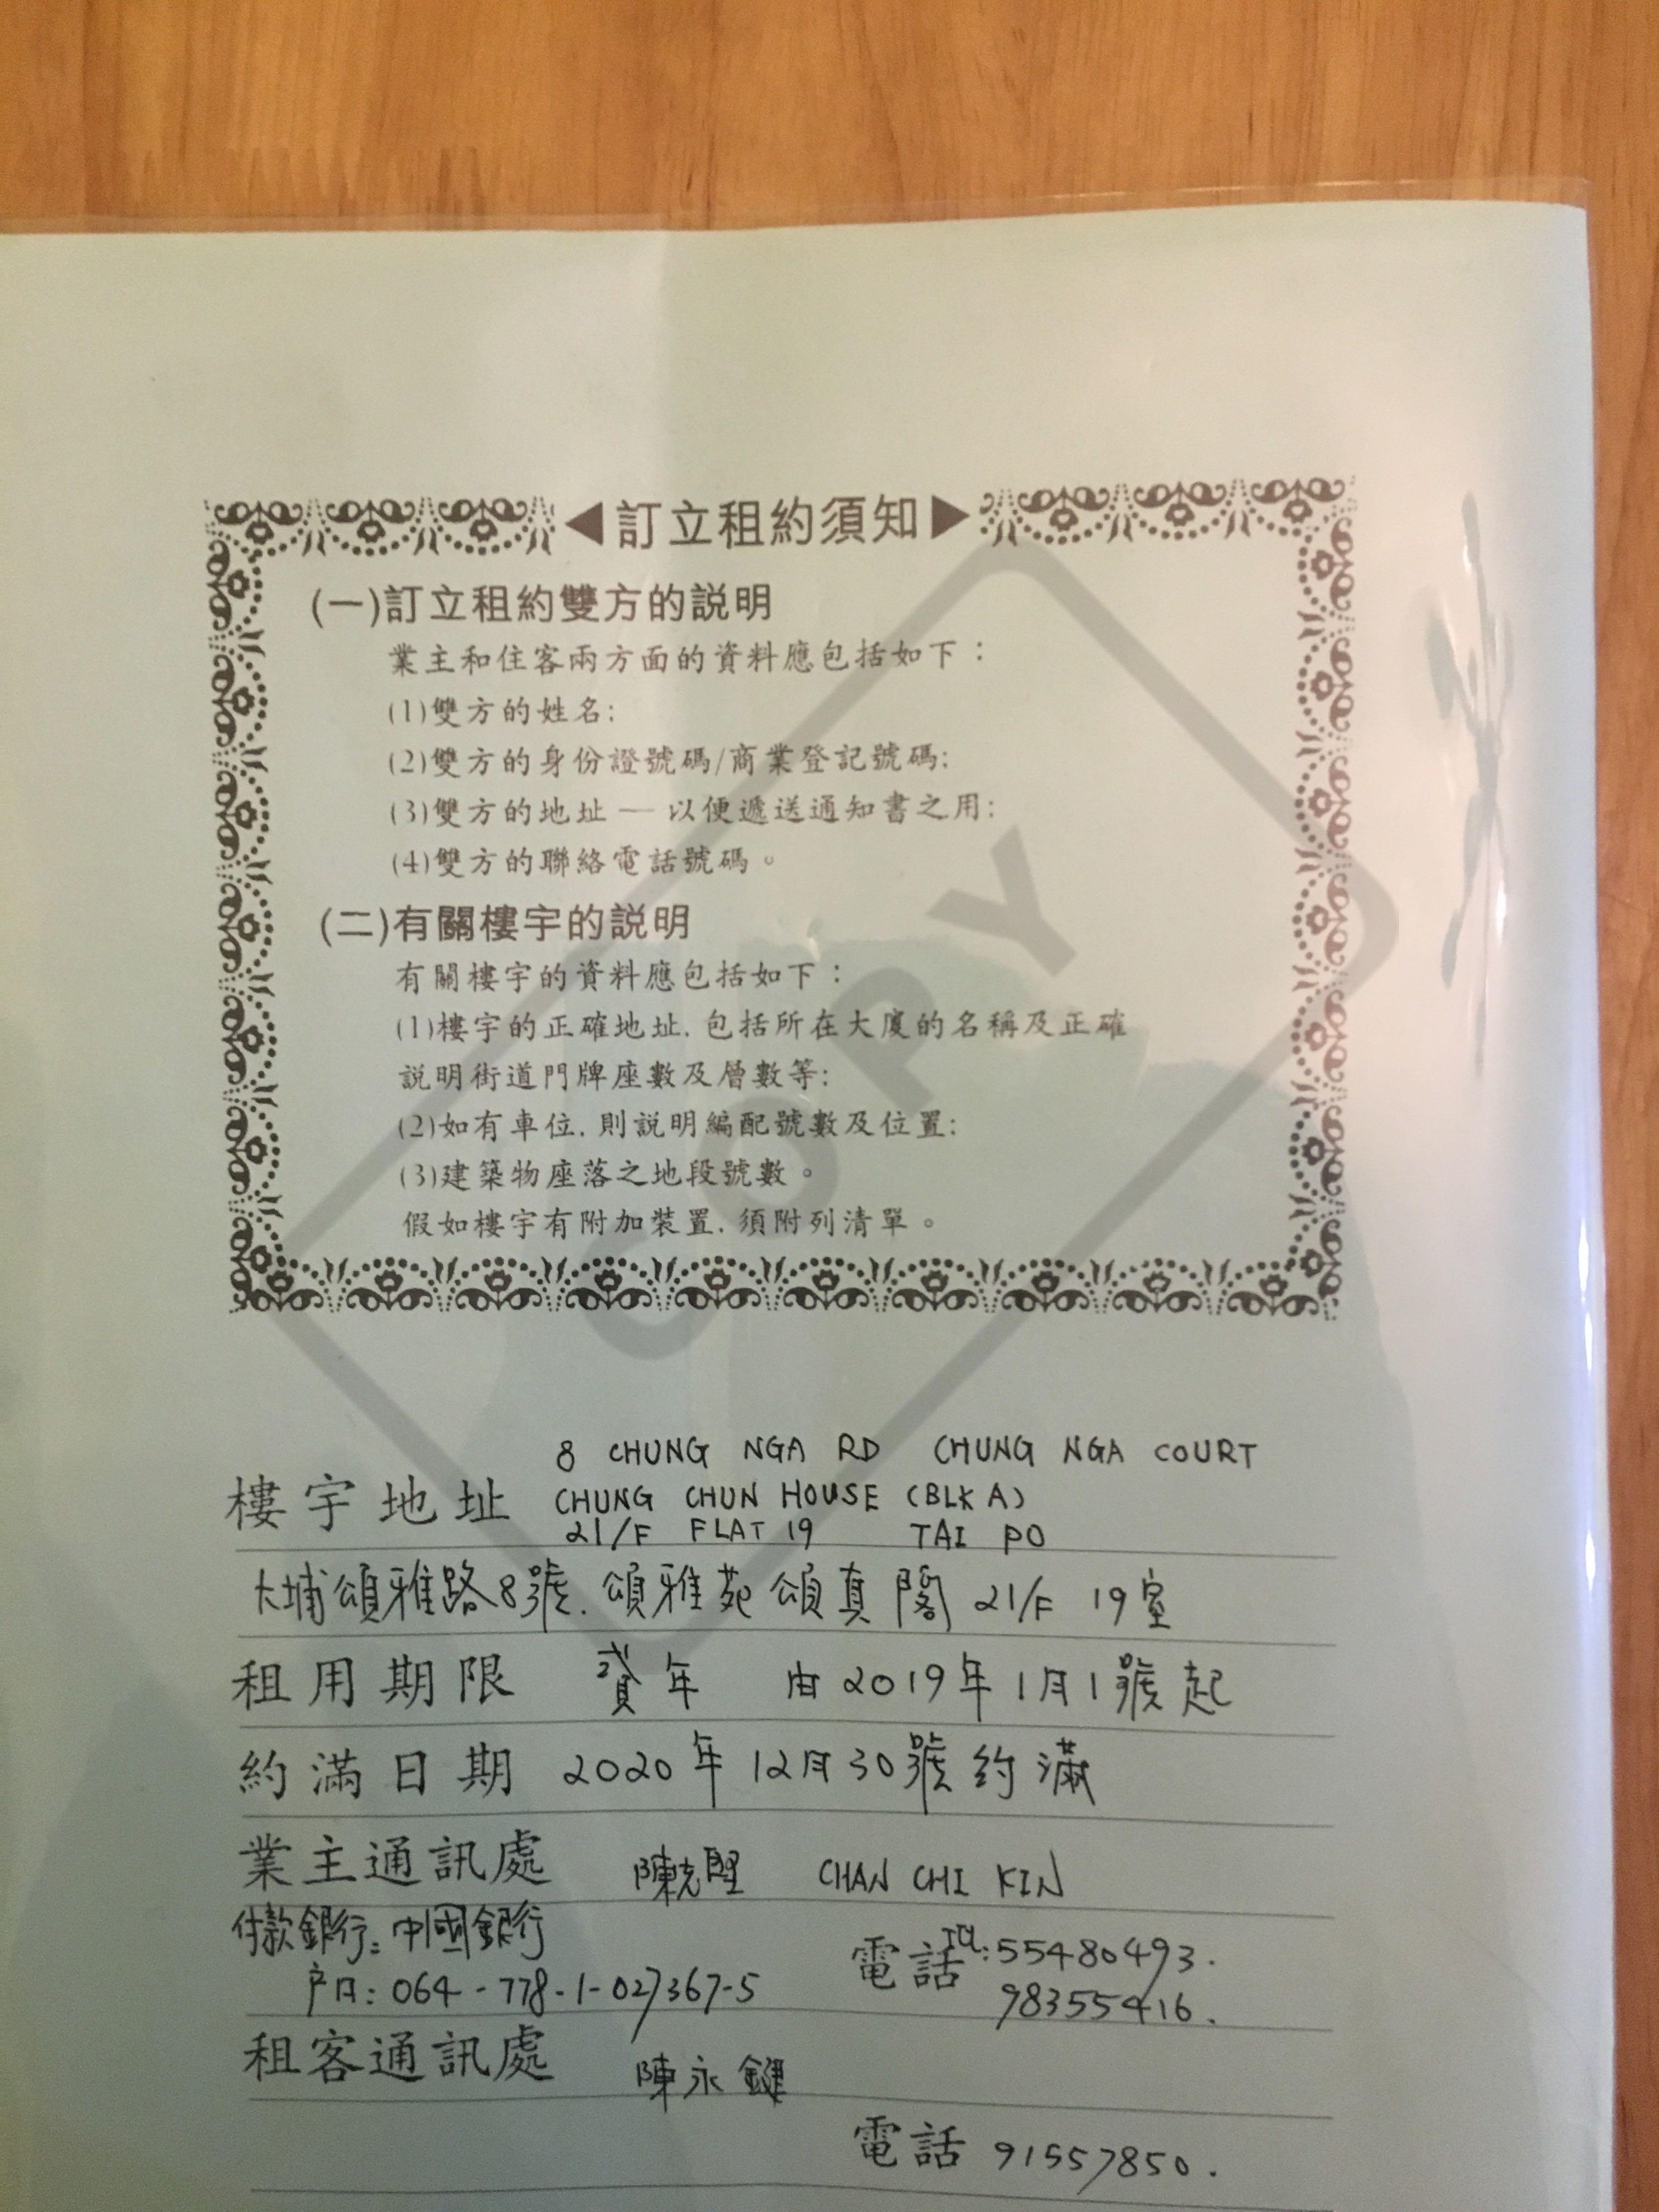 ◀訂立租約須知▶
(一)訂立租約雙方的説明
業主和住客兩方面的資料應包括如下：
(1)雙方的姓名;
(2)雙方的身份證號碼/商業登記號碼;
(3)雙方的地址 — 以便遞送通知書之用;
(4)雙方的聯絡電話號碼。
(二)有關樓宇的説明
有關樓宇的資料應包括如下：
(1)樓宇的正確地址, 包括所在大廈的名稱及正確
説明街道門牌座數及層數等;
(2)如有車位, 則説明編配號數及位置;
(3)建築物座落之地段號數。
假如樓宇有附加裝置, 須附列清單。
COPY
8 CHUNG NGA RD CHUNG NGA COURT
樓宇地址 CHUNG CHUN HOUSE (BLK A)
21/F FLAT 19 TAI PO
大埔頌雅路8號. 頌雅苑頌真閣 21/F 19室
租用期限 貳年 由2019年1月1號起
約滿日期 2020年12月30號約滿
業主通訊處 陳 CHAN CHI KIN
付款銀行: 中國銀行
電話 TEL: 55480493.
戶口: 064-778-1-027367-5
98355416.
租客通訊處 陳永鍵
電話 91557850.